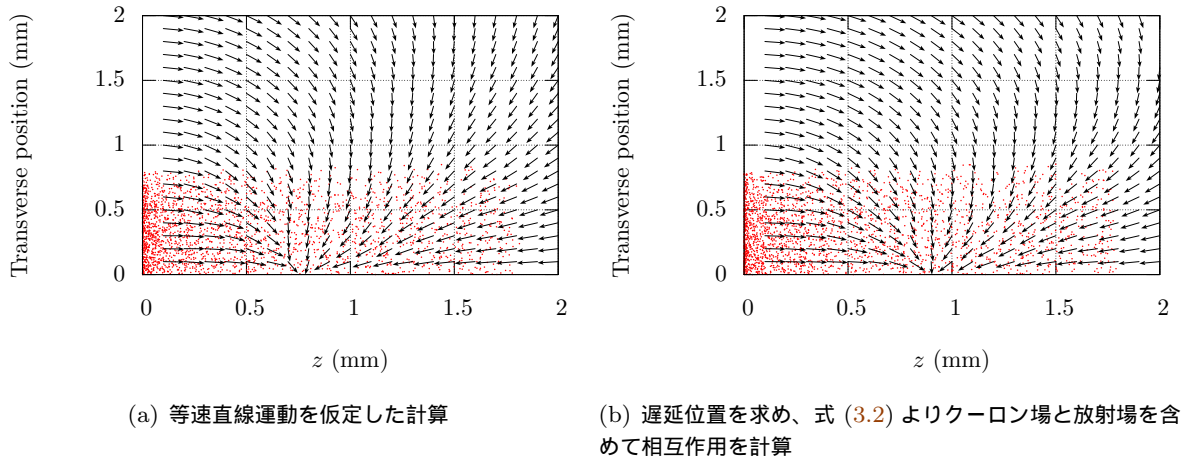 Transverse position (mm)
2
1.5
1
0.5
0
0 0.5 1 1.5 2
z (mm)
(a) 等速直線運動を仮定した計算
Transverse position (mm)
2
1.5
1
0.5
0
0 0.5 1 1.5 2
z (mm)
(b) 遅延位置を求め、式 (3.2) よりクーロン場と放射場を含
めて相互作用を計算